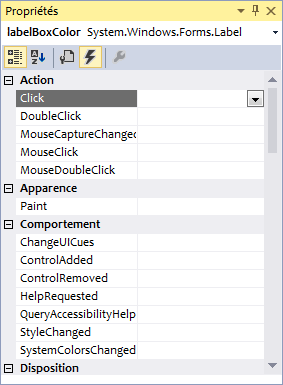 Propriétés
labelBoxColor System.Windows.Forms.Label
Action
Click
DoubleClick
MouseCaptureChanged
MouseClick
MouseDoubleClick
Apparence
Paint
Comportement
ChangeUICues
ControlAdded
ControlRemoved
HelpRequested
QueryAccessibilityHelp
StyleChanged
SystemColorsChanged
Disposition